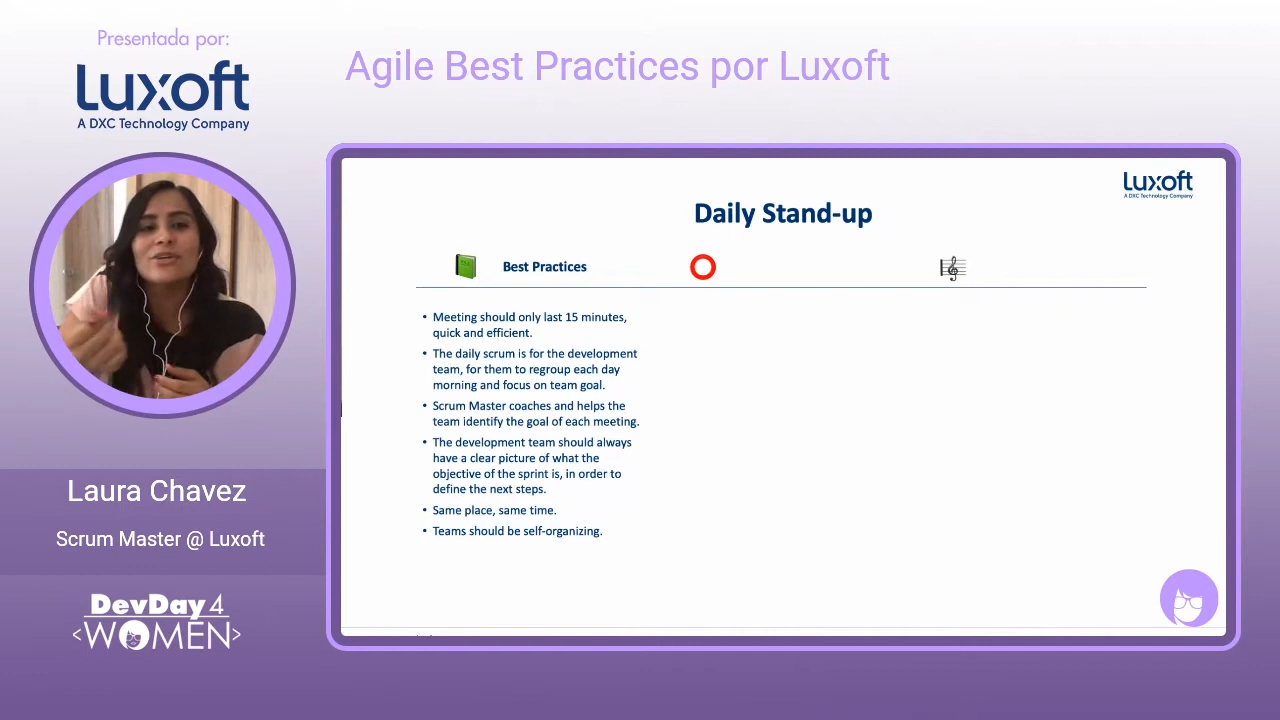 Presentada por:
Luxoft
A DXC Technology Company
Agile Best Practices por Luxoft
Luxoft
A DXC Technology Company
Daily Stand-up
Best Practices
• Meeting should only last 15 minutes,
quick and efficient.
• The daily scrum is for the development
team, for them to regroup each day
morning and focus on team goal.
• Scrum Master coaches and helps the
team identify the goal of each meeting.
• The development team should always
have a clear picture of what the
objective of the sprint is, in order to
define the next steps.
• Same place, same time.
• Teams should be self-organizing.
Laura Chavez
Scrum Master @ Luxoft
DevDay4
<WOMEN>